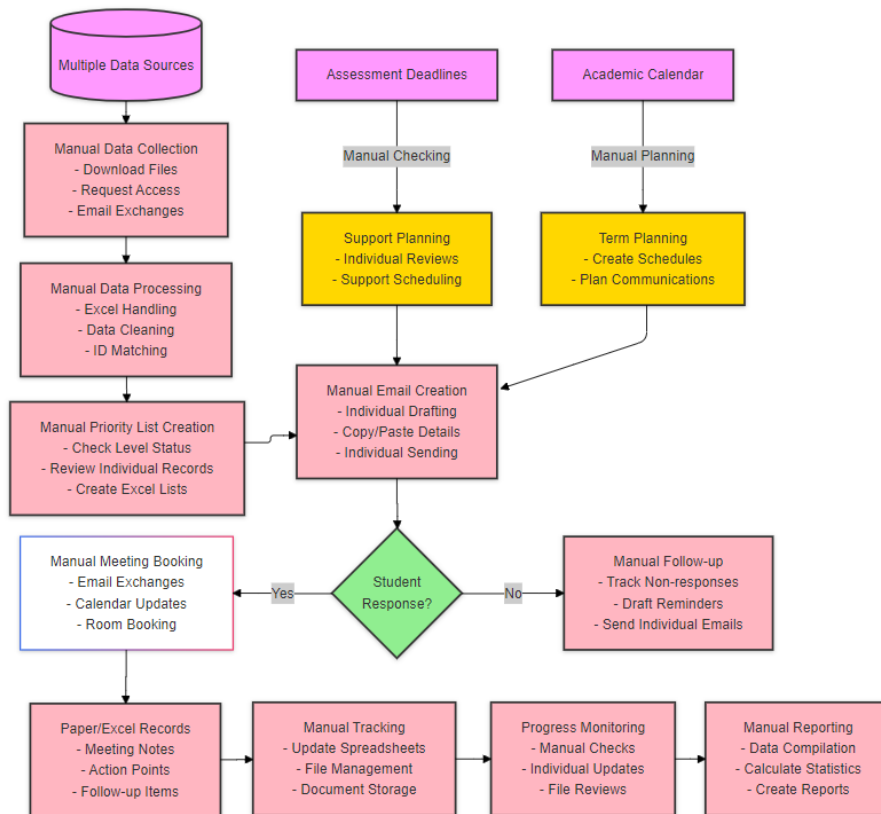 Multiple Data Sources
Assessment Deadlines
Academic Calendar
Manual Data Collection
- Download Files
- Request Access
- Email Exchanges
Manual Checking
Manual Planning
Support Planning
- Individual Reviews
- Support Scheduling
Term Planning
- Create Schedules
- Plan Communications
Manual Data Processing
- Excel Handling
- Data Cleaning
- ID Matching
Manual Priority List Creation
- Check Level Status
- Review Individual Records
- Create Excel Lists
Manual Email Creation
- Individual Drafting
- Copy/Paste Details
- Individual Sending
Student
Response?
Yes
No
Manual Meeting Booking
- Email Exchanges
- Calendar Updates
- Room Booking
Manual Follow-up
- Track Non-responses
- Draft Reminders
- Send Individual Emails
Paper/Excel Records
- Meeting Notes
- Action Points
- Follow-up Items
Manual Tracking
- Update Spreadsheets
- File Management
- Document Storage
Progress Monitoring
- Manual Checks
- Individual Updates
- File Reviews
Manual Reporting
- Data Compilation
- Calculate Statistics
- Create Reports